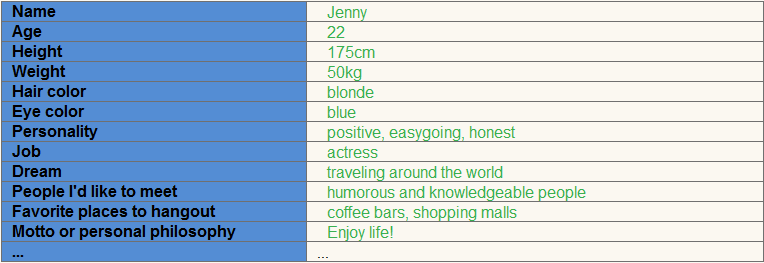 Name Jenny
Age 22
Height 175cm
Weight 50kg
Hair color blonde
Eye color blue
Personality positive, easygoing, honest
Job actress
Dream traveling around the world
People I'd like to meet humorous and knowledgeable people
Favorite places to hangout coffee bars, shopping malls
Motto or personal philosophy Enjoy life!
... ...